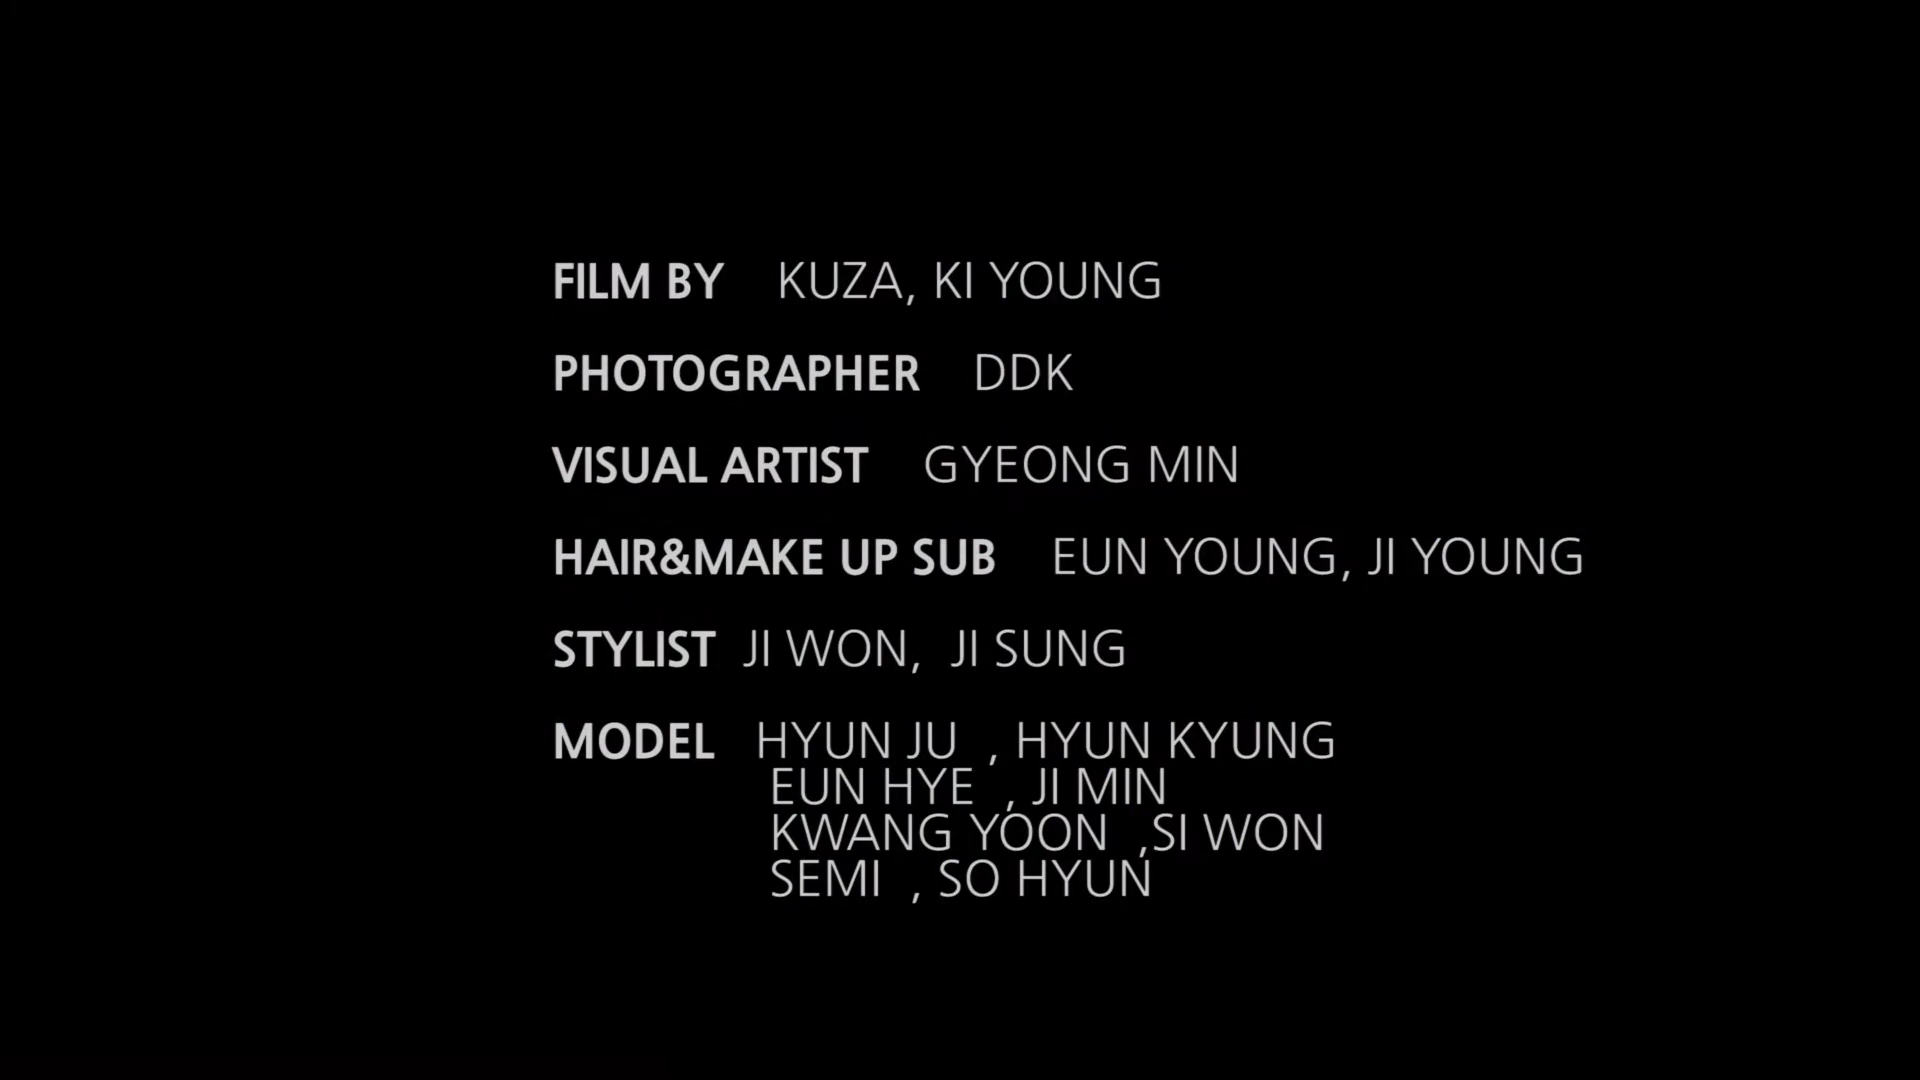 FILM BY KUZA, KI YOUNG
PHOTOGRAPHER DDK
VISUAL ARTIST GYEONG MIN
HAIR&MAKE UP SUB EUN YOUNG, JI YOUNG
STYLIST JI WON, JI SUNG
MODEL HYUN JU , HYUN KYUNG
EUN HYE , JI MIN
KWANG YOON ,SI WON
SEMI , SO HYUN